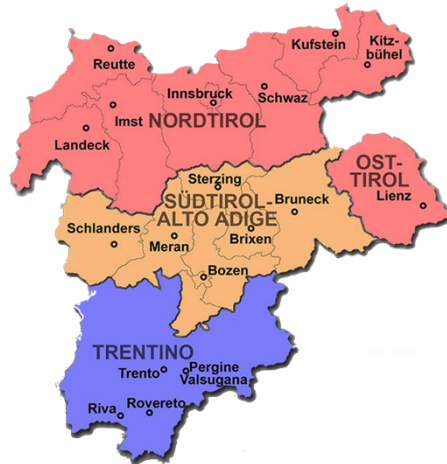 Kufstein
Kitz-
bühel
Reutte
Innsbruck
Schwaz
Imst
NORDTIROL
Landeck
OST-
TIROL
Lienz
Sterzing
SÜDTIROL-
ALTO ADIGE
Bruneck
Schlanders
Meran
Brixen
Bozen
TRENTINO
Trento
Pergine
Valsugana
Riva
Rovereto